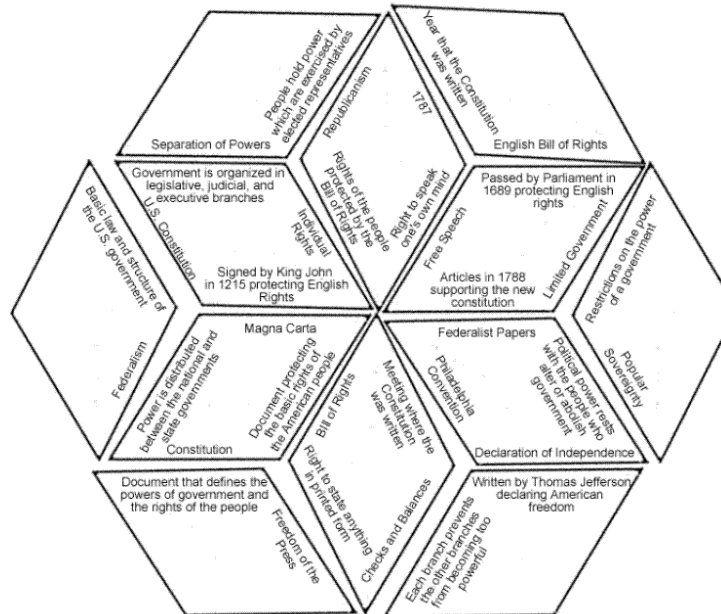 People hold power
which are exercised by
elected representatives
Separation of Powers
Republicanism
1787
Rights of the people
protected by the
Bill of Rights
Right to speak
one's own mind
Year that the Constitution
was written
English Bill of Rights
Government is organized in
legislative, judicial, and
executive branches
U.S. Constitution
Individual
Rights
Signed by King John
in 1215 protecting English
Rights
Passed by Parliament in
1689 protecting English
rights
Free Speech
Limited Government
Articles in 1788
supporting the new
constitution
Basic law and structure of
the U.S. government
Federalism
Restrictions on the power
of a government
Popular
Sovereignty
Magna Carta
Power is distributed
between the national and
state governments
Document protecting
the basic rights of
the American people
Constitution
Bill of Rights
Meeting where the
Constitution
was written
Right to state anything
in printed form
Checks and Balances
Federalist Papers
Philadelphia
Convention
Political power rests
with the people who
alter or abolish
government
Declaration of Independence
Document that defines the
powers of government and
the rights of the people
Freedom of the
Press
Written by Thomas Jefferson
declaring American
freedom
Each branch prevents
the other branches
from becoming too
powerful